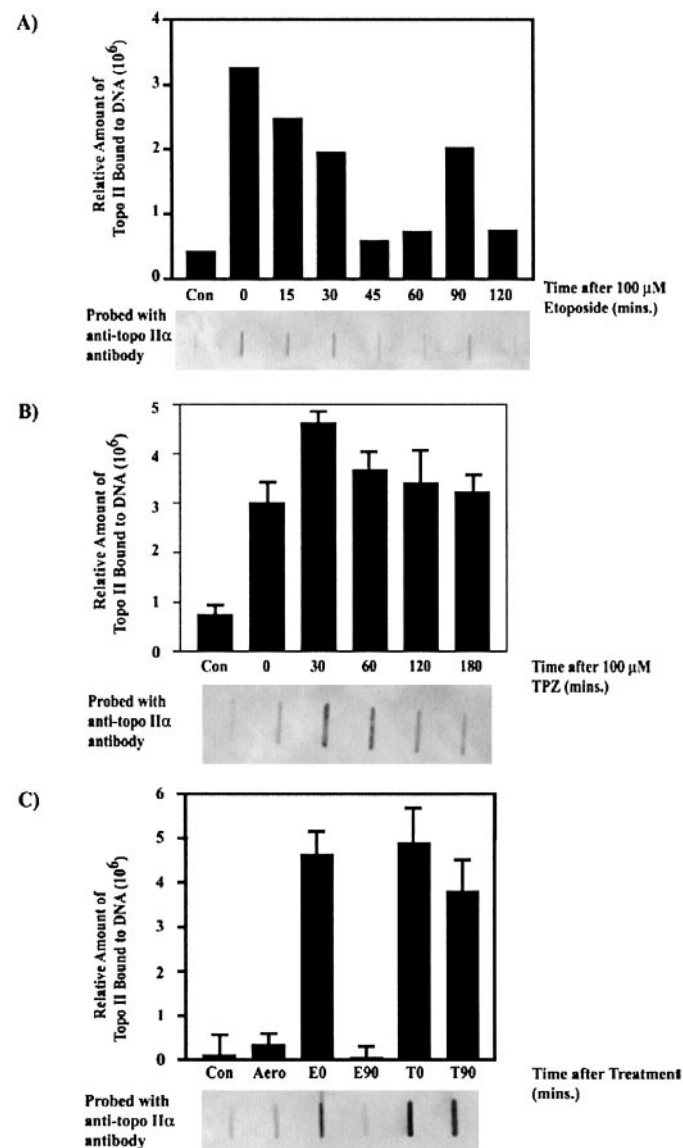 A)
Relative Amount of
Topo II Bound to DNA (10⁶)
4
3
2
1
0
Con 0 15 30 45 60 90 120
Time after 100 µM
Etoposide (mins.)
Probed with
anti-topo IIα
antibody
B)
Relative Amount of
Topo II Bound to DNA (10⁶)
5
4
3
2
1
0
Con 0 30 60 120 180
Time after 100 µM
TPZ (mins.)
Probed with
anti-topo IIα
antibody
C)
Relative Amount of
Topo II Bound to DNA (10⁶)
6
5
4
3
2
1
0
Con Aero E0 E90 T0 T90
Time after Treatment
(mins.)
Probed with
anti-topo IIα
antibody